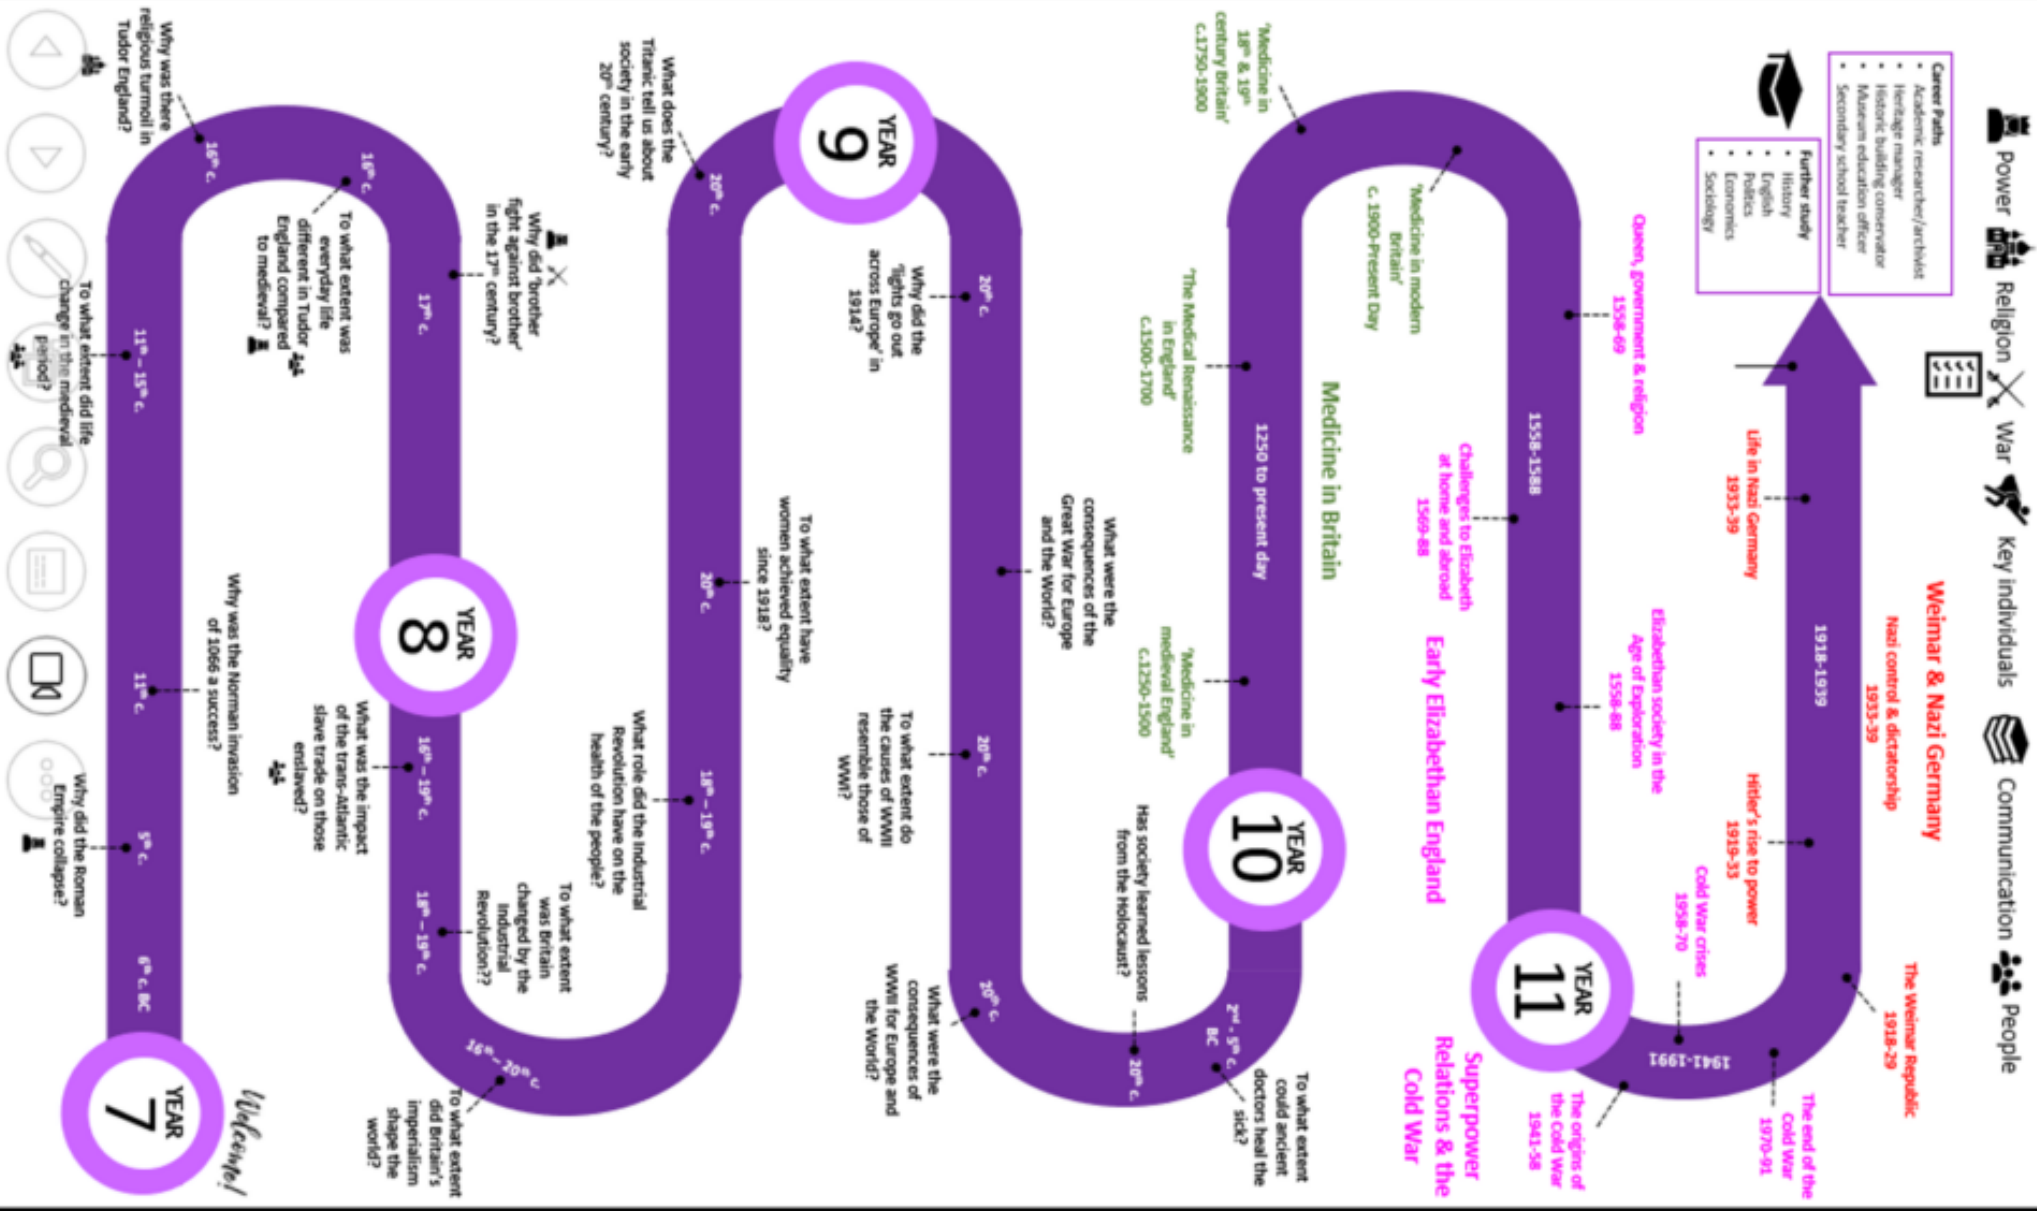 Power
Religion
War
Key individuals
Communication
People
Career Paths
• Academic researcher/archivist
• Heritage manager
• Historic building conservator
• Museum education officer
• Secondary school teacher
Further study
• History
• English
• Politics
• Economics
• Sociology
Weimar & Nazi Germany
The Weimar Republic
1918-29
Nazi control & dictatorship
1933-39
1918-1939
Life in Nazi Germany
1933-39
Hitler's rise to power
1919-33
The end of the
Cold War
1970-91
1941-1991
Cold War crises
1958-70
Queen, government & religion
1558-69
Elizabethan society in the
Age of Exploration
1558-88
The origins of
the Cold War
1941-58
YEAR
11
1558-1588
Superpower
Relations & the
Cold War
Challenges to Elizabeth
at home and abroad
1569-88
Early Elizabethan England
'Medicine in modern
Britain'
c. 1900-Present Day
Medicine in Britain
'Medicine in
18th & 19th
century Britain'
c.1750-1900
1250 to present day
YEAR
10
To what extent
could ancient
doctors heal the
sick?
2nd - 5th c.
BC
'The Medical Renaissance
in England'
c.1500-1700
'Medicine in
medieval England'
c.1250-1500
Has society learned lessons
from the Holocaust?
20th c.
What were the
consequences of the
Great War for Europe
and the World?
20th c.
20th c.
20th c.
Why did the
'lights go out
across Europe' in
1914?
To what extent do
the causes of WWII
resemble those of
WWI?
What were the
consequences of
WWII for Europe and
the World?
YEAR
9
To what extent have
women achieved equality
since 1918?
20th c.
20th c.
18th – 19th c.
What does the
Titanic tell us about
society in the early
20th century?
What role did the Industrial
Revolution have on the
health of the people?
To what extent
was Britain
changed by the
Industrial
Revolution??
16th – 20th c.
To what extent
did Britain's
imperialism
shape the
world?
Why did 'brother
fight against brother'
in the 17th century?
YEAR
8
17th c.
16th – 19th c.
18th – 19th c.
16th c.
To what extent was
everyday life
different in Tudor
England compared
to medieval?
What was the impact
of the trans-Atlantic
slave trade on those
enslaved?
Welcome!
Why was the Norman invasion
of 1066 a success?
16th c.
Why was there
religious turmoil in
Tudor England?
11th – 15th c.
11th c.
5th c.
6th c. BC
YEAR
7
To what extent did life
change in the medieval
period?
Why did the Roman
Empire collapse?